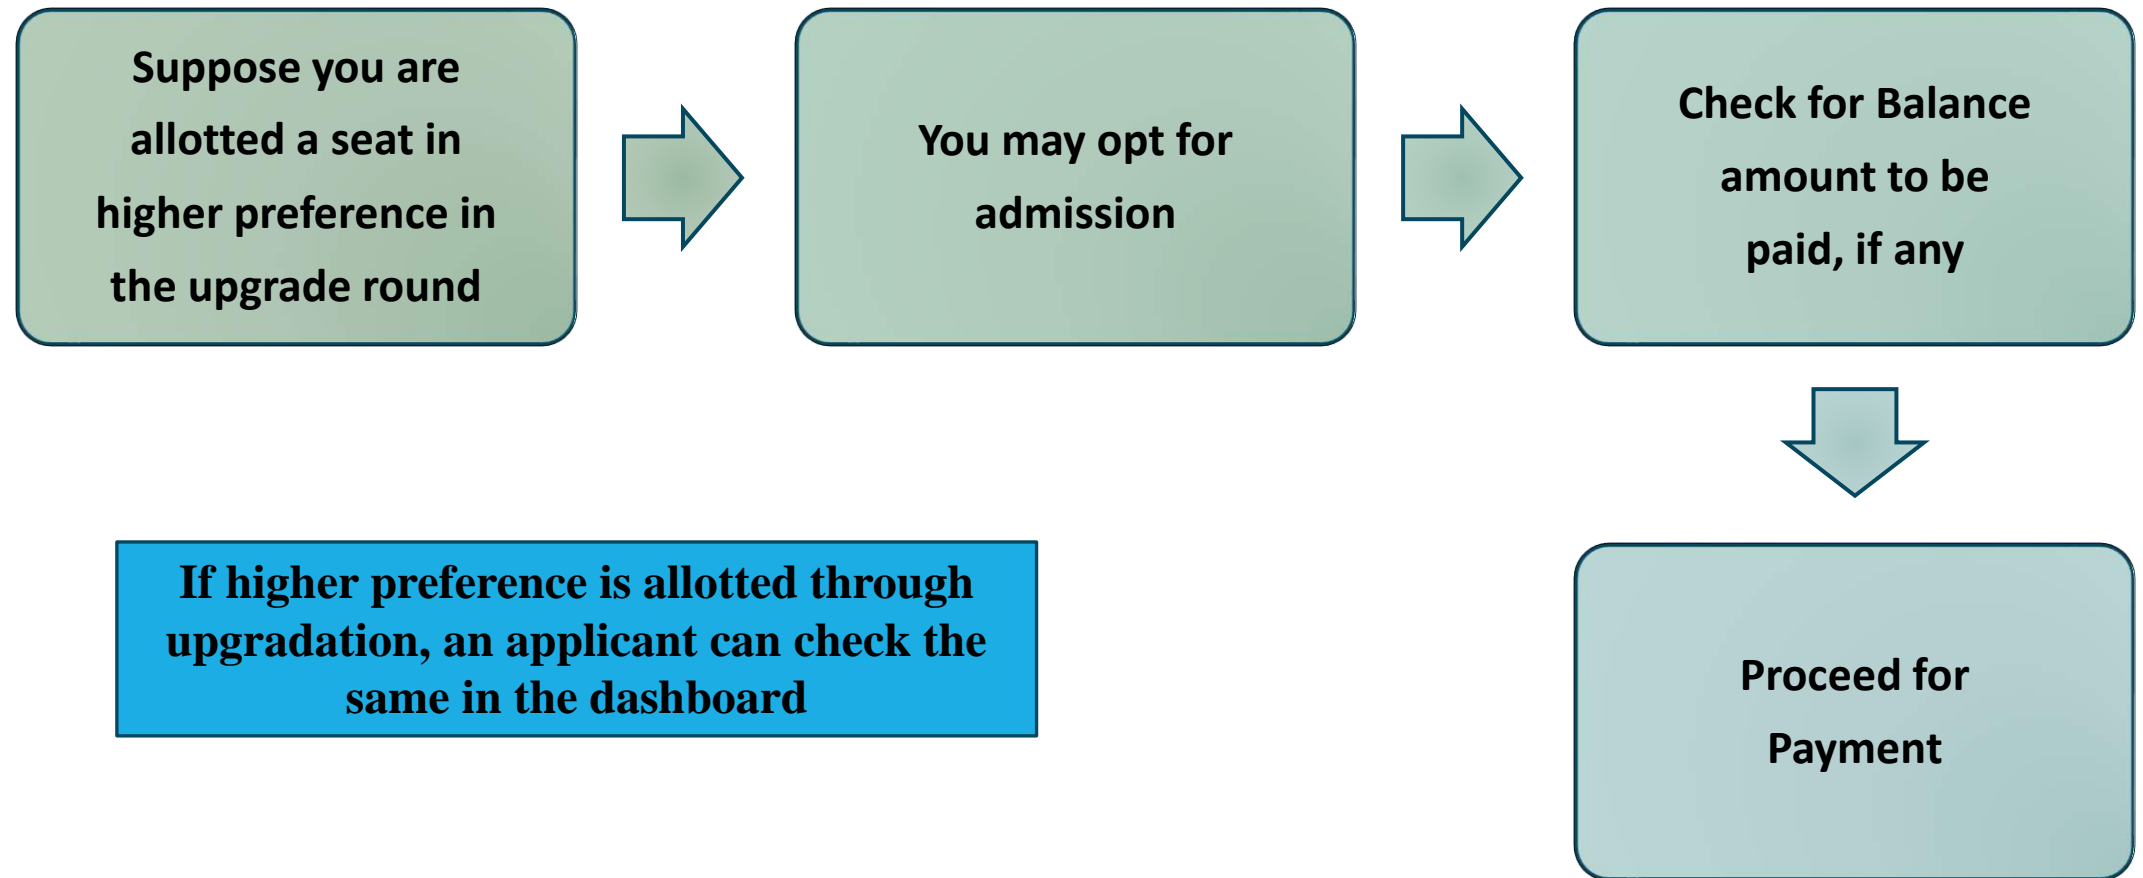 Suppose you are
allotted a seat in
higher preference in
the upgrade round
You may opt for
admission
Check for Balance
amount to be
paid, if any
Proceed for
Payment
If higher preference is allotted through
upgradation, an applicant can check the
same in the dashboard